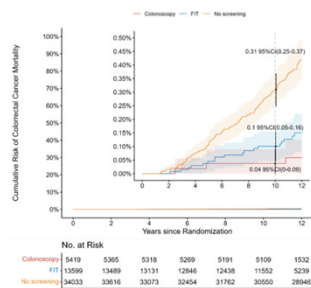 Colonoscopy FIT No screening
Cumulative Risk of Colorectal Cancer Mortality
100%
90%
80%
70%
60%
50%
40%
30%
20%
10%
0%
0.50%
0.45%
0.40%
0.35%
0.30%
0.25%
0.20%
0.15%
0.10%
0.05%
0.00%
0.31 95%CI(0.25-0.37)
0.1 95%CI(0.05-0.16)
0.04 95%CI(0-0.09)
0 2 4 6 8 10 12
0 2 4 6 8 10 12
Years since Randomization
No. at Risk
Colonoscopy 5419 5365 5318 5269 5191 5109 1532
FIT 13599 13489 13131 12846 12438 11552 5239
No screening 34033 33616 33073 32454 31762 30550 28946